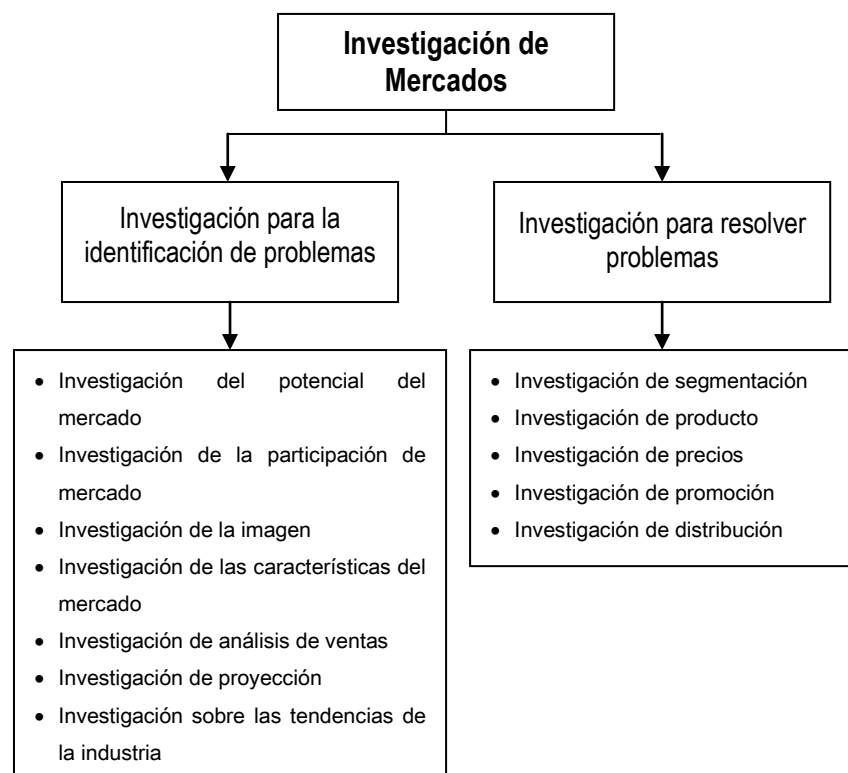 Investigación de
Mercados
Investigación para la
identificación de problemas
Investigación para resolver
problemas
• Investigación del potencial del
mercado
• Investigación de la participación de
mercado
• Investigación de la imagen
• Investigación de las características del
mercado
• Investigación de análisis de ventas
• Investigación de proyección
• Investigación sobre las tendencias de
la industria
• Investigación de segmentación
• Investigación de producto
• Investigación de precios
• Investigación de promoción
• Investigación de distribución